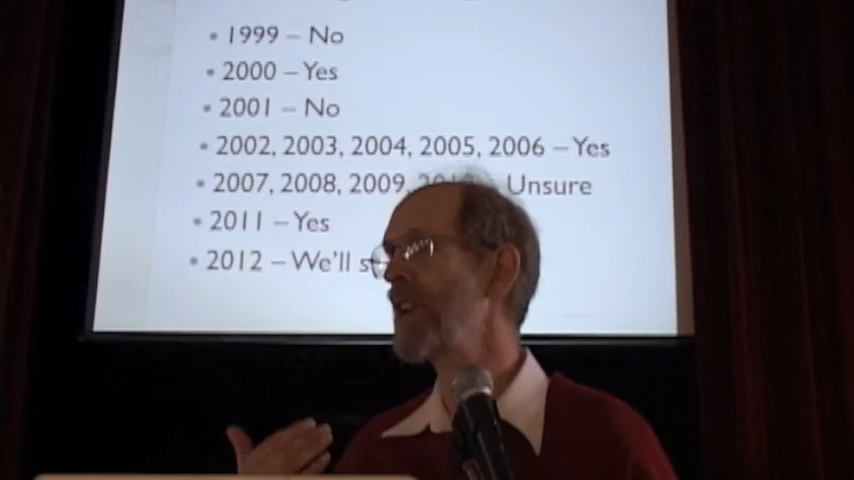 • 1999 – No
• 2000 – Yes
• 2001 – No
• 2002, 2003, 2004, 2005, 2006 – Yes
• 2007, 2008, 2009, – Unsure
• 2011 – Yes
• 2012 – We'll